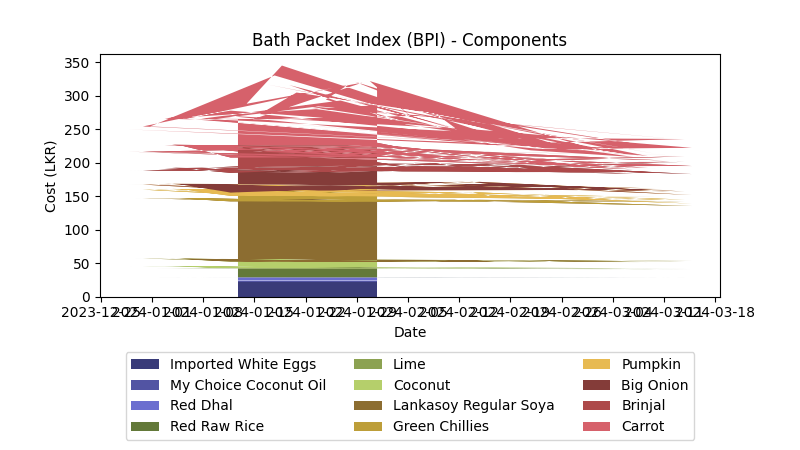 Bath Packet Index (BPI) - Components
350
300
250
200
150
100
50
0
Cost (LKR)
2023-12-25 2024-01-01 2024-01-08 2024-01-15 2024-01-22 2024-01-29 2024-02-05 2024-02-12 2024-02-19 2024-02-26 2024-03-04 2024-03-11 2024-03-18
Date
Imported White Eggs
My Choice Coconut Oil
Red Dhal
Red Raw Rice
Lime
Coconut
Lankasoy Regular Soya
Green Chillies
Pumpkin
Big Onion
Brinjal
Carrot